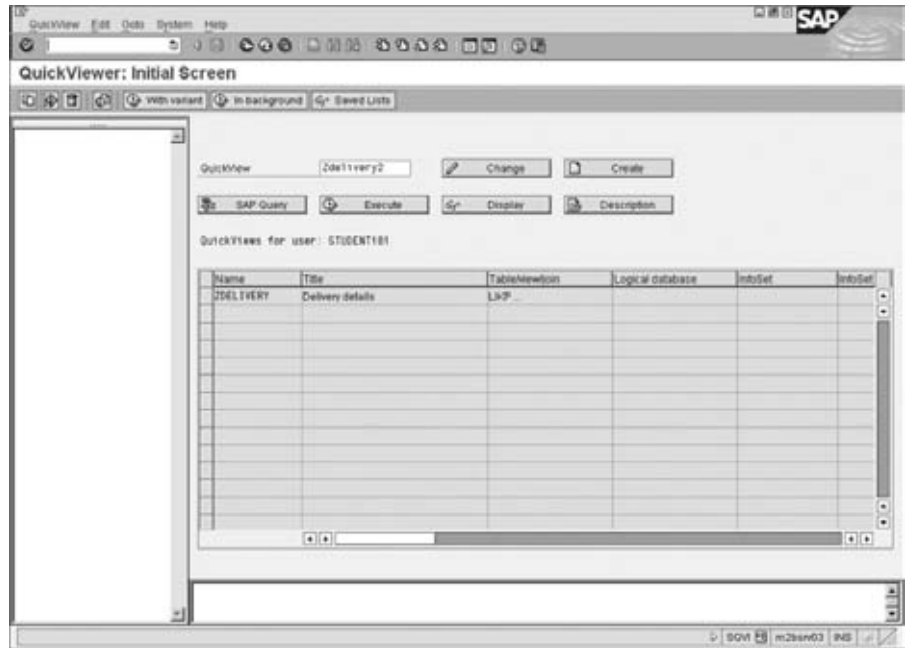 QuickView Edit Goto System Help
SAP
QuickViewer: Initial Screen
With variant In background Saved Lists
QuickView Zdelivery2 Change Create
SAP Query Execute Display Description
QuickViews for user: STUDENT101
Name Title Table/view/join Logical database InfoSet InfoSet
ZDELIVERY Delivery details LIKP ...
SQVI m2bsrv03 INS